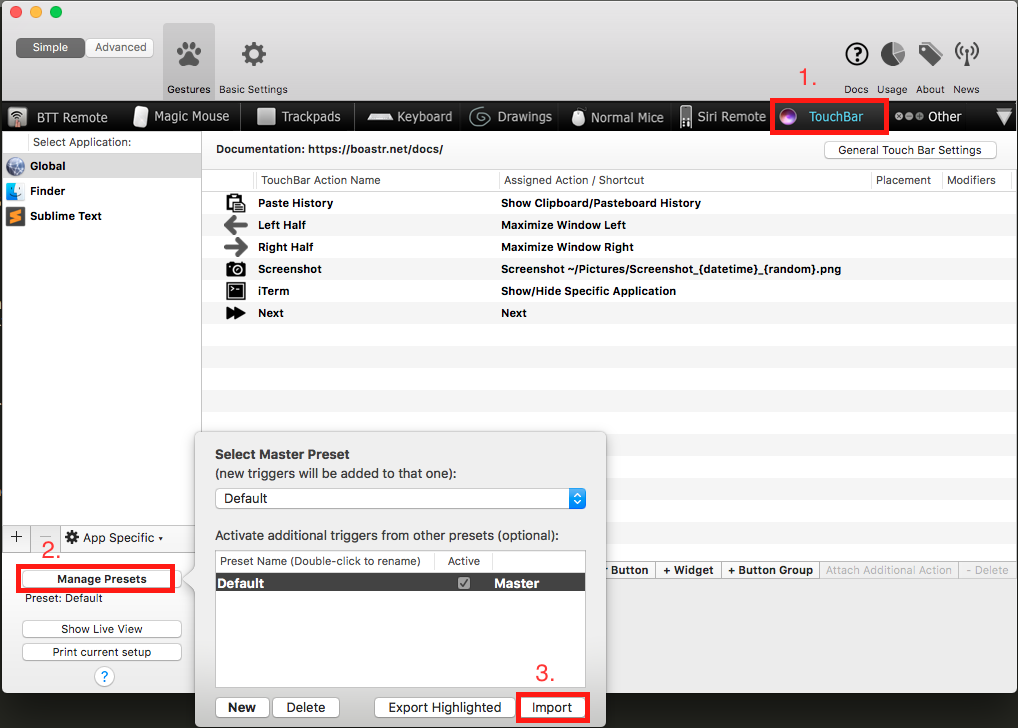 Simple
Advanced
Gestures
Basic Settings
Docs
Usage
About
News
1.
BTT Remote
Magic Mouse
Trackpads
Keyboard
Drawings
Normal Mice
Siri Remote
TouchBar
Other
Select Application:
Documentation: https://boastr.net/docs/
General Touch Bar Settings
Global
Finder
Sublime Text
TouchBar Action Name
Assigned Action / Shortcut
Placement
Modifiers
Paste History
Show Clipboard/Pasteboard History
Left Half
Maximize Window Left
Right Half
Maximize Window Right
Screenshot
Screenshot ~/Pictures/Screenshot_{datetime}_{random}.png
iTerm
Show/Hide Specific Application
Next
Next
+
−
App Specific
2.
Manage Presets
Preset: Default
Show Live View
Print current setup
?
Select Master Preset
(new triggers will be added to that one):
Default
Activate additional triggers from other presets (optional):
Preset Name (Double-click to rename)
Active
Default
Master
3.
New
Delete
Export Highlighted
Import
Button
+ Widget
+ Button Group
Attach Additional Action
- Delete